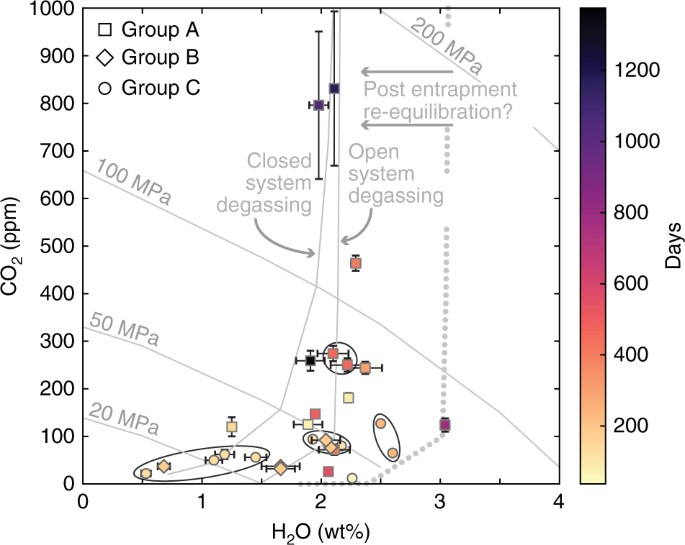 1000
900
800
700
600
500
400
300
200
100
0
CO2 (ppm)
Group A
Group B
Group C
200 MPa
Post entrapment
re-equilibration?
Closed
system
degassing
Open
system
degassing
100 MPa
50 MPa
20 MPa
0
1
2
3
4
H2O (wt%)
1200
1000
800
600
400
200
Days